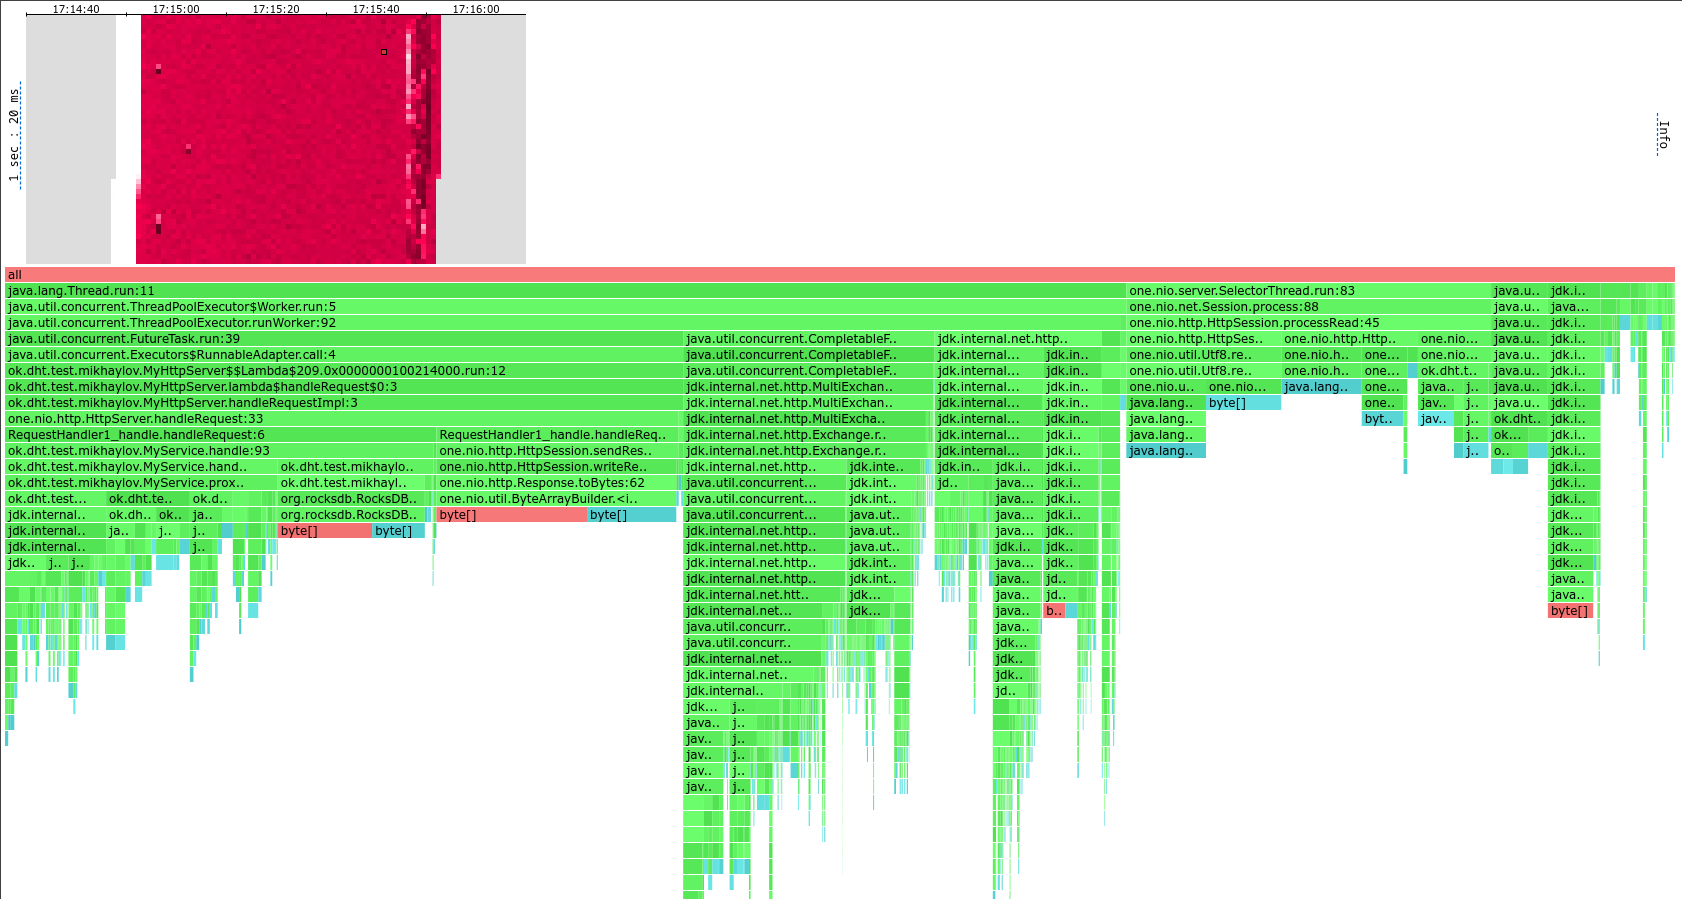 17:14:40 17:15:00 17:15:20 17:15:40 17:16:00
1 sec : 20 ms
Info
all
java.lang.Thread.run:11 one.nio.server.SelectorThread.run:83 java.u.. jdk.i..
java.util.concurrent.ThreadPoolExecutor$Worker.run:5 one.nio.net.Session.process:88 java.u.. java...
java.util.concurrent.ThreadPoolExecutor.runWorker:92 one.nio.http.HttpSession.processRead:45 java.u.. jdk.i..
java.util.concurrent.FutureTask.run:39 java.util.concurrent.CompletableF.. jdk.internal.net.http.. one.nio.http.HttpSes.. one.nio.http.Http.. one.nio... java.u.. jdk.i..
java.util.concurrent.Executors$RunnableAdapter.call:4 java.util.concurrent.CompletableF.. jdk.internal... jdk.in.. one.nio.util.Utf8.re.. one.nio.h.. one... one.nio... java.u.. jdk.i..
ok.dht.test.mikhaylov.MyHttpServer$$Lambda$209.0x0000000100214000.run:12 java.util.concurrent.CompletableF.. jdk.internal... jdk.in.. one.nio.util.Utf8.re.. one.nio.h.. one... ok.dht.t.. java.u.. jdk.i..
ok.dht.test.mikhaylov.MyHttpServer.lambda$handleRequest$0:3 jdk.internal.net.http.MultiExchan.. jdk.internal... jdk.in.. one.nio.u.. one.nio... java.lang.. one... java.. j.. java.u.. jdk.i..
ok.dht.test.mikhaylov.MyHttpServer.handleRequestImpl:3 jdk.internal.net.http.MultiExchan.. jdk.internal... jdk.in.. java.lang.. byte[] one.. jav.. j.. java.u.. jdk.i..
one.nio.http.HttpServer.handleRequest:33 jdk.internal.net.http.MultiExcha.. jdk.internal... jdk.in.. java.lang.. byt.. jav.. j.. ok.dht.. jdk.i..
RequestHandler1_handle.handleRequest:6 RequestHandler1_handle.handleReq.. jdk.internal.net.http.Exchange.r.. jdk.internal... jdk.i.. java.lang.. j.. ok... jdk.i..
ok.dht.test.mikhaylov.MyService.handle:93 one.nio.http.HttpSession.sendRes.. jdk.internal.net.http.Exchange.r.. jdk.internal... jdk.i.. java.lang.. j.. o.. jdk.i..
ok.dht.test.mikhaylov.MyService.hand.. ok.dht.test.mikhaylo.. one.nio.http.HttpSession.writeRe.. jdk.internal.net.http.. jdk.inte.. jdk.in.. jdk.i.. jdk.i.. jdk.i..
ok.dht.test.mikhaylov.MyService.prox.. ok.dht.test.mikhayl.. one.nio.http.Response.toBytes:62 java.util.concurrent... jdk.int.. jd.. jdk.i.. jdk.i.. jdk.i..
ok.dht.test... ok.dht.te.. ok.d.. org.rocksdb.RocksDB.. one.nio.util.ByteArrayBuilder.<i.. java.util.concurrent... jdk.int.. java... jdk.i.. jdk.i..
jdk.internal.. ok.dh.. ok.. ja.. org.rocksdb.RocksDB.. byte[] byte[] java.util.concurrent... java.ut.. java... jdk.i.. jdk...
jdk.internal.. ja.. j.. j.. byte[] byte[] jdk.internal.net.http... java.ut.. java... jdk.. jdk...
jdk.internal.. j.. jdk.internal.net.http... java.ut.. jdk.i.. jdk.. jdk...
jdk.. j.. j.. jdk.internal.net.http... jdk.int.. java.. jdk.. jdk...
jdk.internal.net.http... jdk.int.. java.. jd.. java..
jdk.internal.net.htt.. jdk... java.. jd.. java..
jdk.internal.net... jdk... java.. b.. byte[]
java.util.concurr.. java..
java.util.concurr.. jdk...
jdk.internal.net... jdk..
jdk.internal.net.. jdk..
jdk.internal.. jd..
jdk... j..
java.. j..
jav.. j..
jav.. j..
jav.. j..
jav.. j..